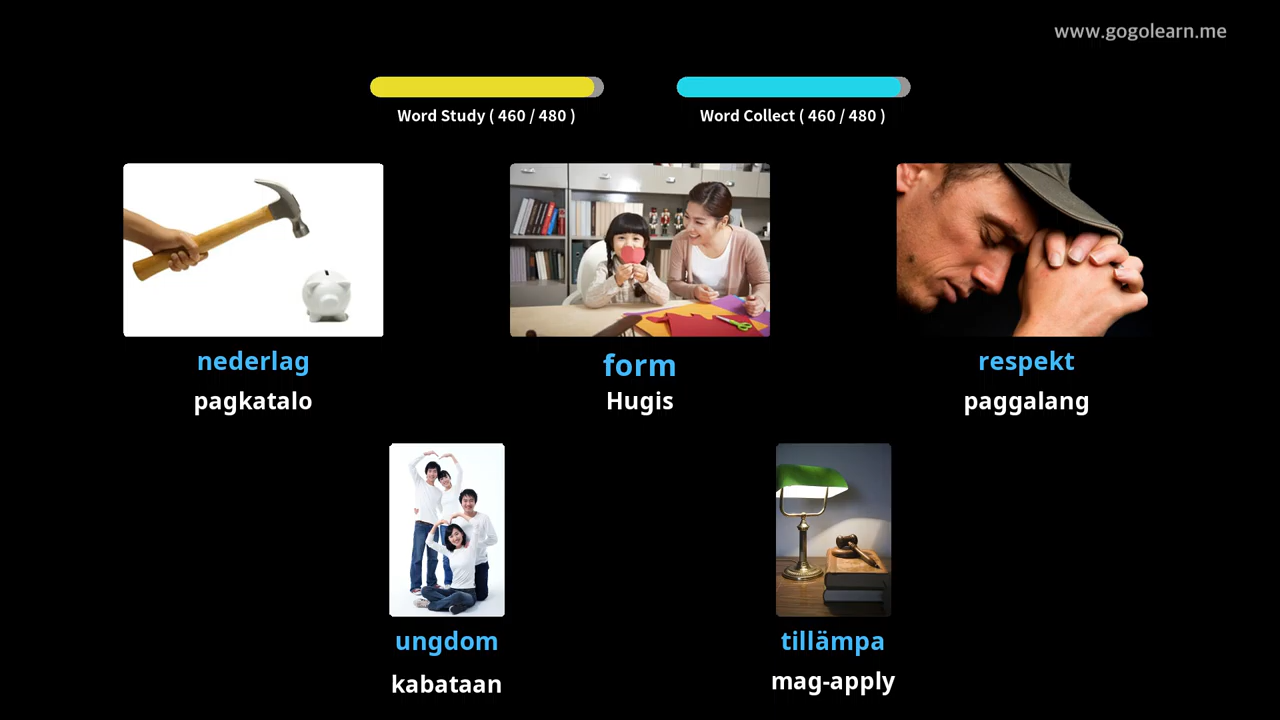 www.gogolearn.me
Word Study ( 460 / 480 )
Word Collect ( 460 / 480 )
nederlag
form
respekt
pagkatalo
Hugis
paggalang
ungdom
tillämpa
kabataan
mag-apply